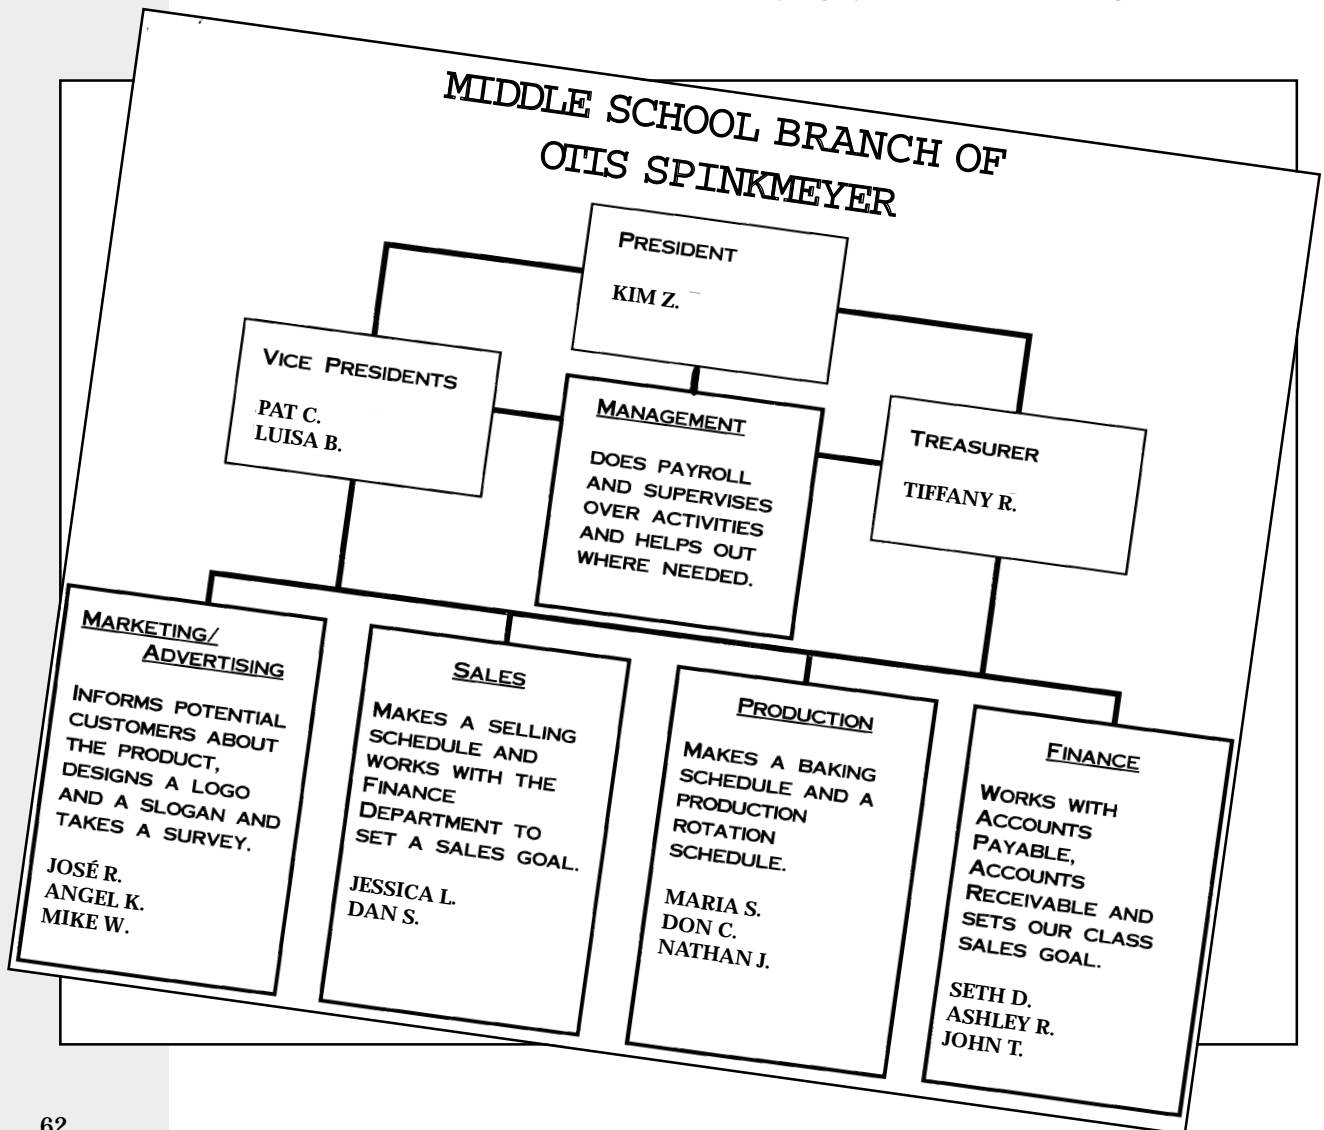 MIDDLE SCHOOL BRANCH OF
OTIS SPINKMEYER
PRESIDENT
KIM Z.
VICE PRESIDENTS
PAT C.
LUISA B.
MANAGEMENT
DOES PAYROLL
AND SUPERVISES
OVER ACTIVITIES
AND HELPS OUT
WHERE NEEDED.
TREASURER
TIFFANY R.
MARKETING/
ADVERTISING
INFORMS POTENTIAL
CUSTOMERS ABOUT
THE PRODUCT,
DESIGNS A LOGO
AND A SLOGAN AND
TAKES A SURVEY.
JOSÉ R.
ANGEL K.
MIKE W.
SALES
MAKES A SELLING
SCHEDULE AND
WORKS WITH THE
FINANCE
DEPARTMENT TO
SET A SALES GOAL.
JESSICA L.
DAN S.
PRODUCTION
MAKES A BAKING
SCHEDULE AND A
PRODUCTION
ROTATION
SCHEDULE.
MARIA S.
DON C.
NATHAN J.
FINANCE
WORKS WITH
ACCOUNTS
PAYABLE,
ACCOUNTS
RECEIVABLE AND
SETS OUR CLASS
SALES GOAL.
SETH D.
ASHLEY R.
JOHN T.
62